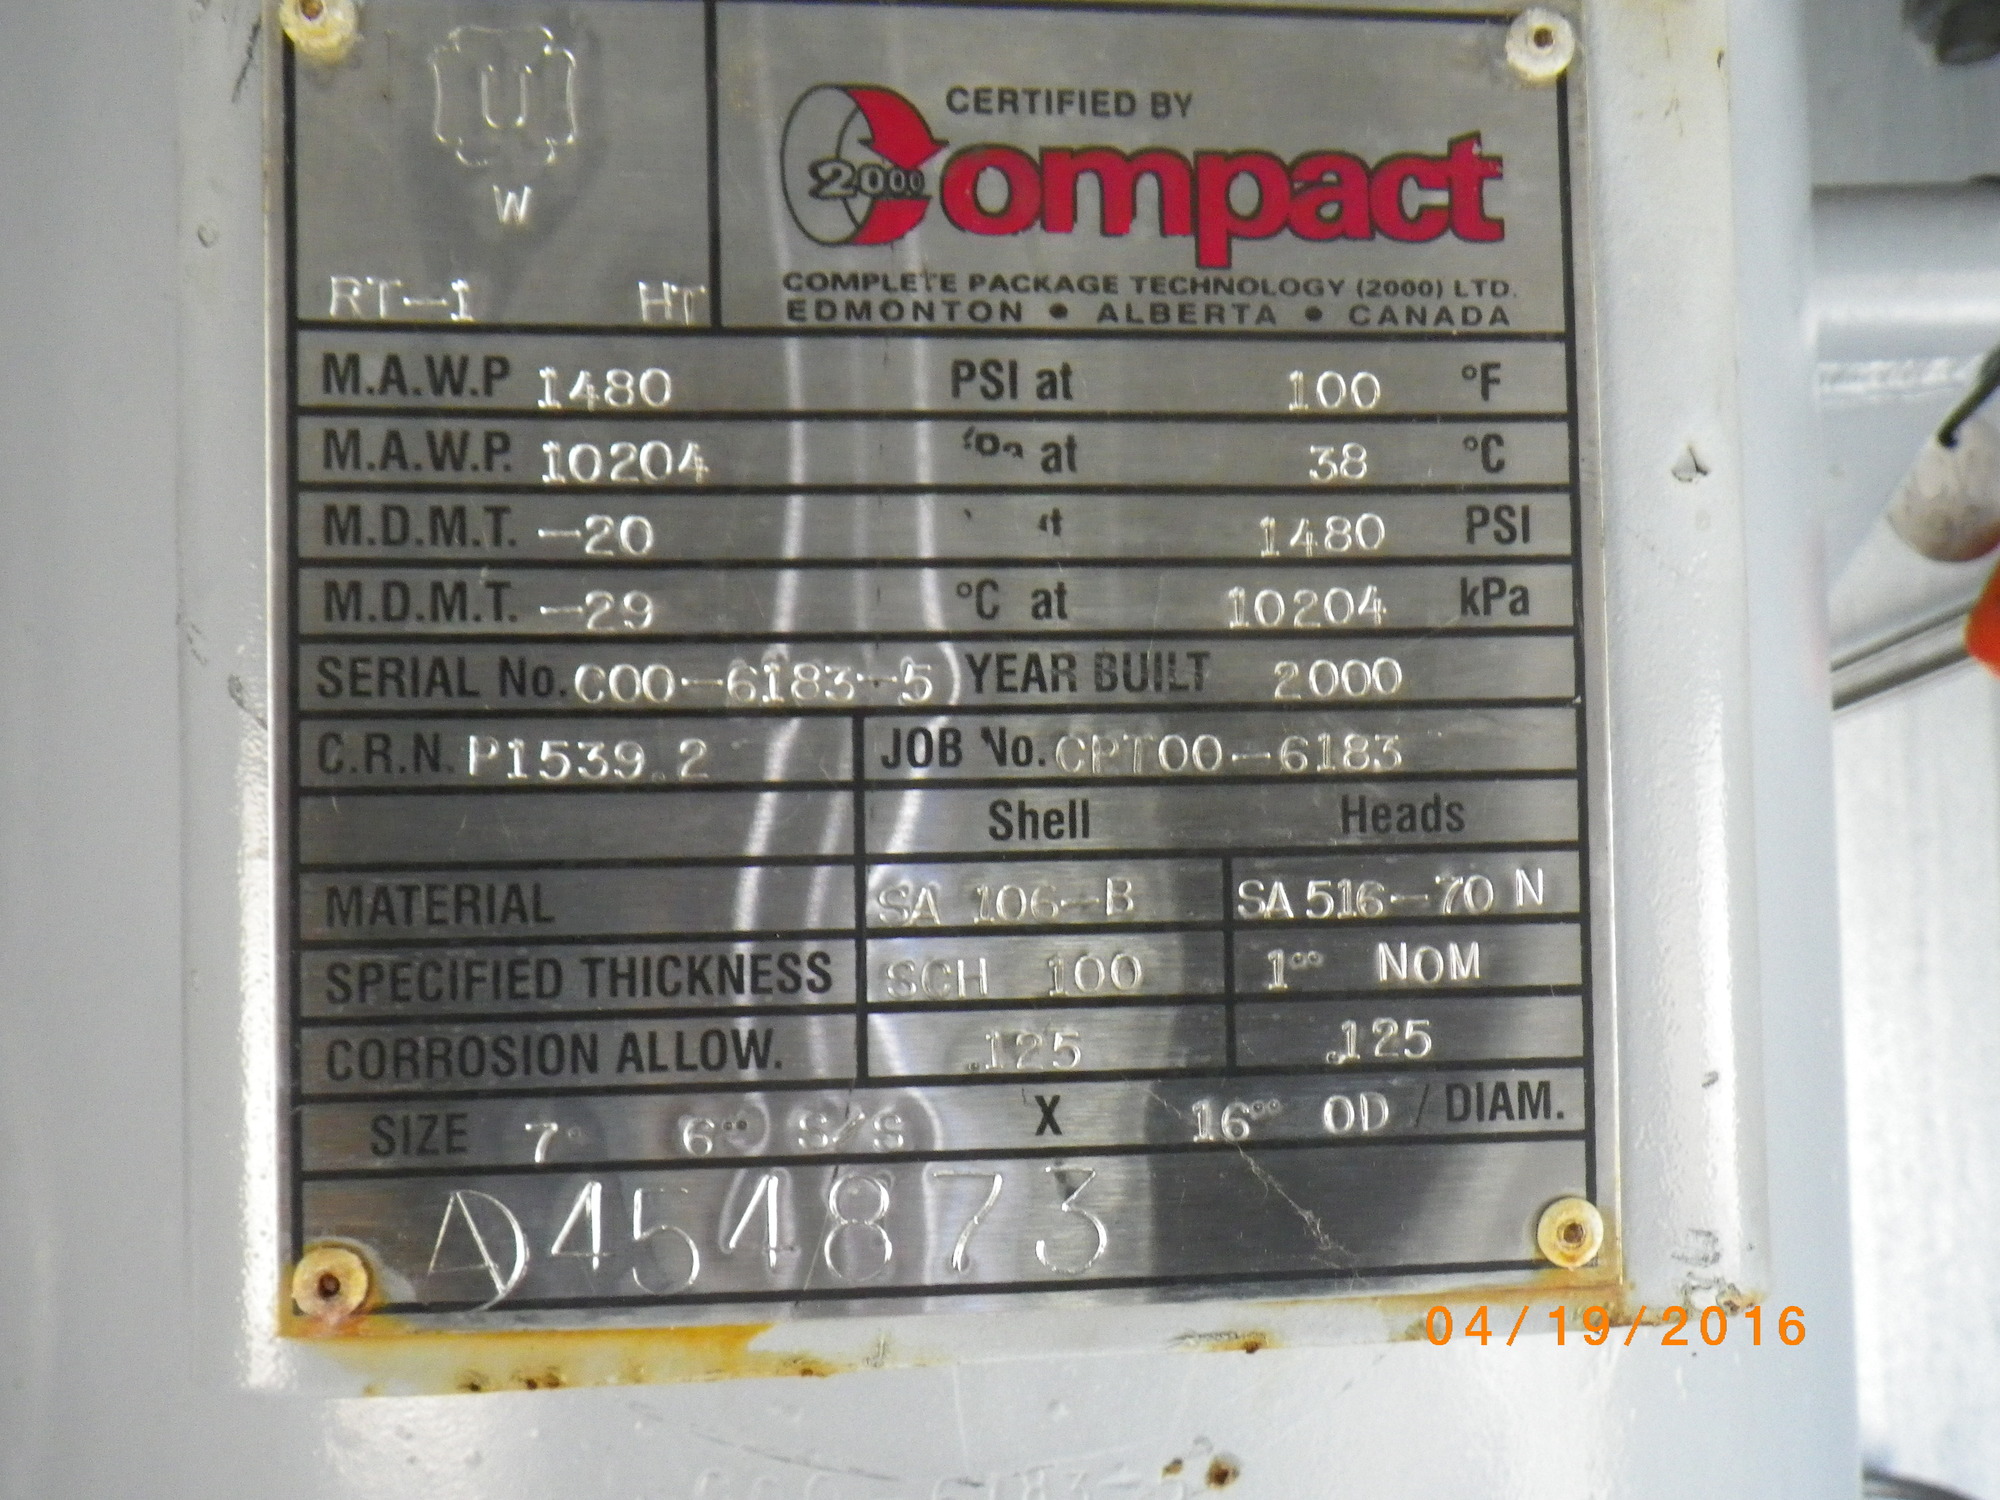 U
W
RT-1 HT
CERTIFIED BY
2000 Compact
COMPLETE PACKAGE TECHNOLOGY (2000) LTD.
EDMONTON • ALBERTA • CANADA
M.A.W.P 1480 PSI at 100 °F
M.A.W.P. 10204 at 38 °C
M.D.M.T. -20 1480 PSI
M.D.M.T. -29 °C at 10204 kPa
SERIAL No. C00-6183-5 YEAR BUILT 2000
C.R.N. P1539.2 JOB No. CPT00-6183
Shell Heads
MATERIAL SA 106-B SA 516-70 N
SPECIFIED THICKNESS SCH 100 1" NOM
CORROSION ALLOW. .125 .125
SIZE 7' 6" S/S X 16" OD / DIAM.
A 454873
04/19/2016